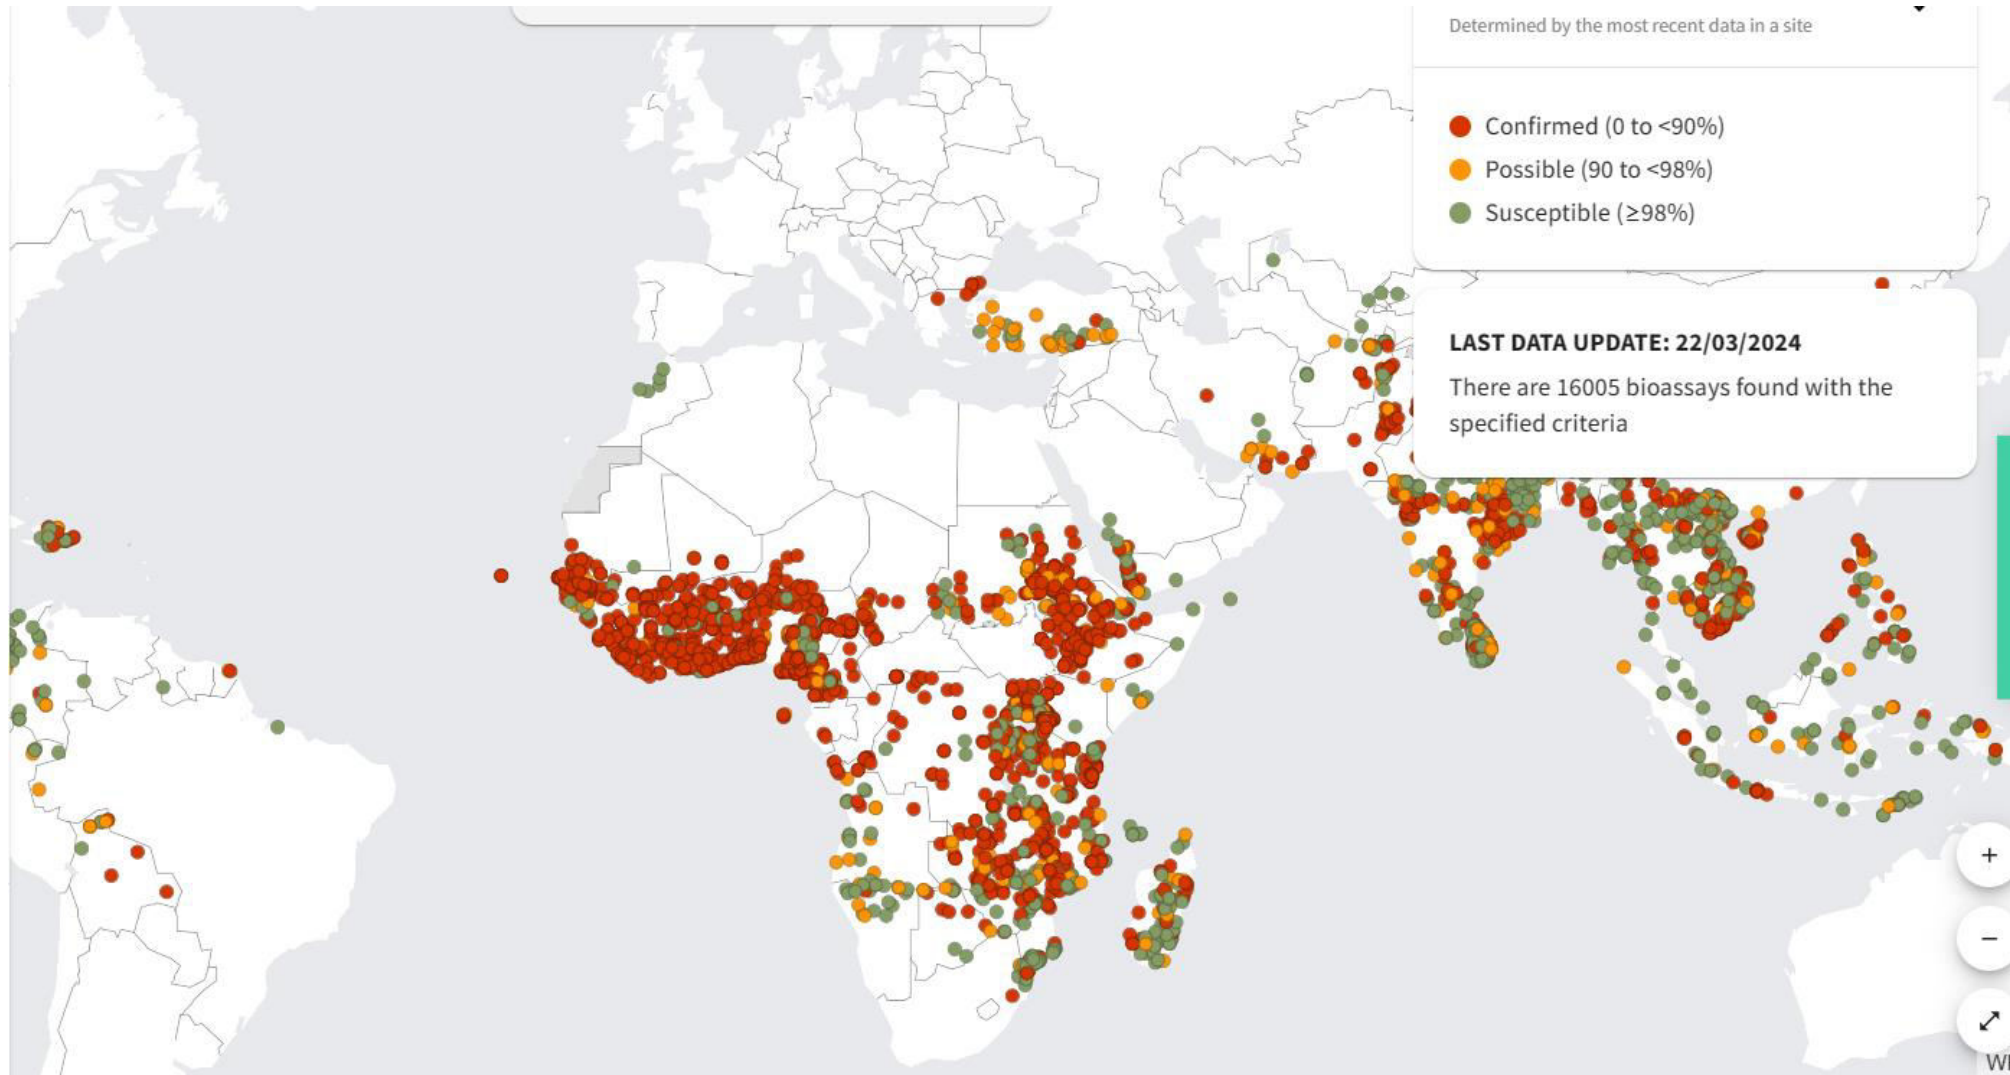 Determined by the most recent data in a site
Confirmed (0 to <90%)
Possible (90 to <98%)
Susceptible (≥98%)
LAST DATA UPDATE: 22/03/2024
There are 16005 bioassays found with the
specified criteria
+
−